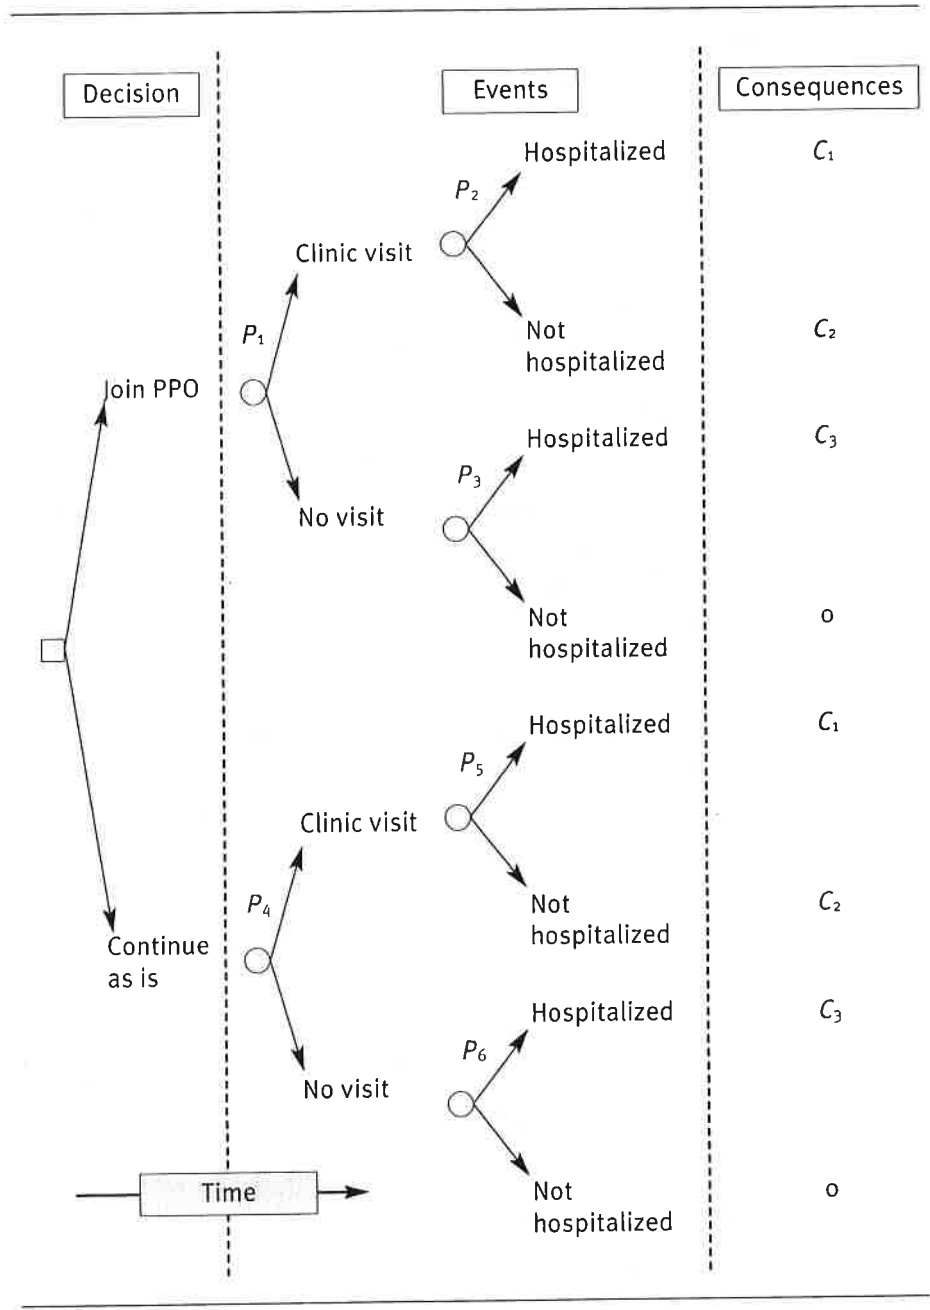 Decision
Events
Consequences
Hospitalized
C₁
P₂
Clinic visit
Not
hospitalized
C₂
P₁
Join PPO
Hospitalized
C₃
P₃
No visit
Not
hospitalized
o
Hospitalized
C₁
P₅
Clinic visit
Not
hospitalized
C₂
P₄
Continue
as is
Hospitalized
C₃
P₆
No visit
Not
hospitalized
o
Time